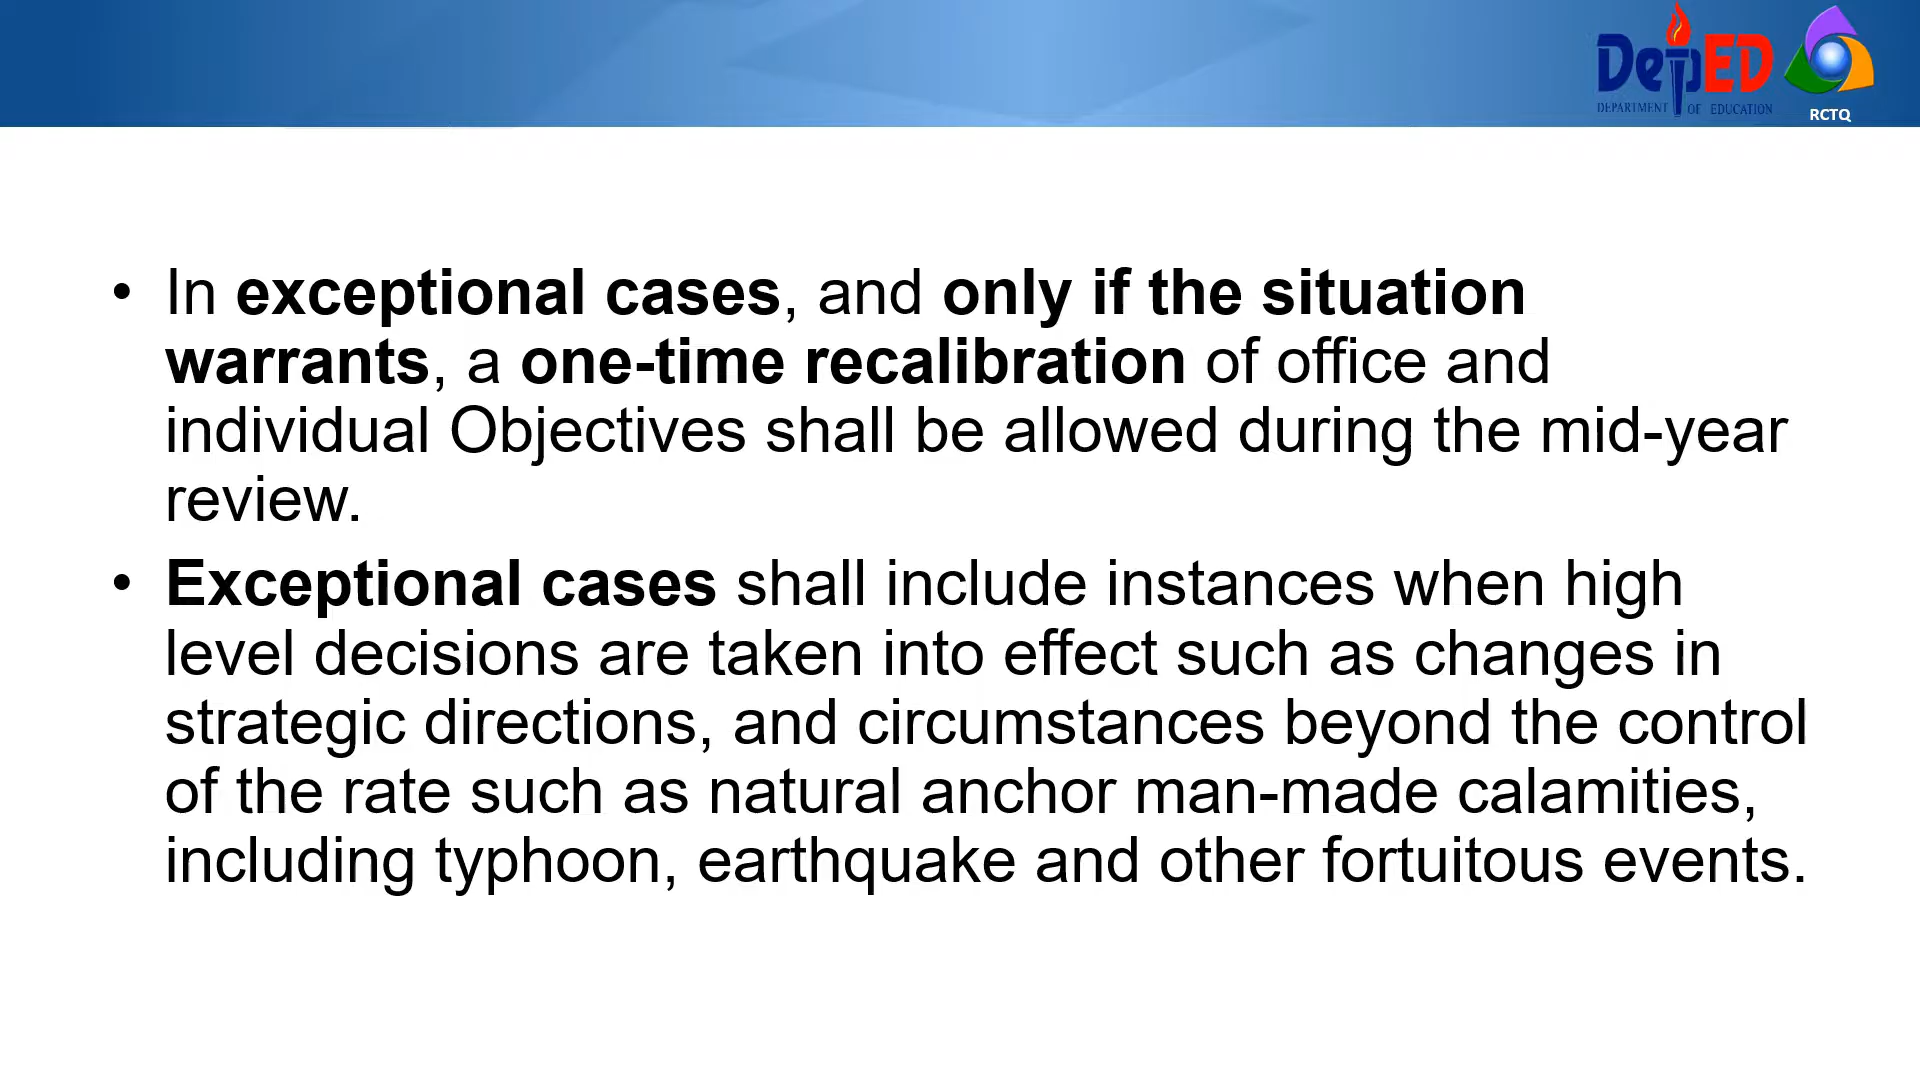 DepED
DEPARTMENT OF EDUCATION
RCTQ
• In exceptional cases, and only if the situation
warrants, a one-time recalibration of office and
individual Objectives shall be allowed during the mid-year
review.
• Exceptional cases shall include instances when high
level decisions are taken into effect such as changes in
strategic directions, and circumstances beyond the control
of the rate such as natural anchor man-made calamities,
including typhoon, earthquake and other fortuitous events.